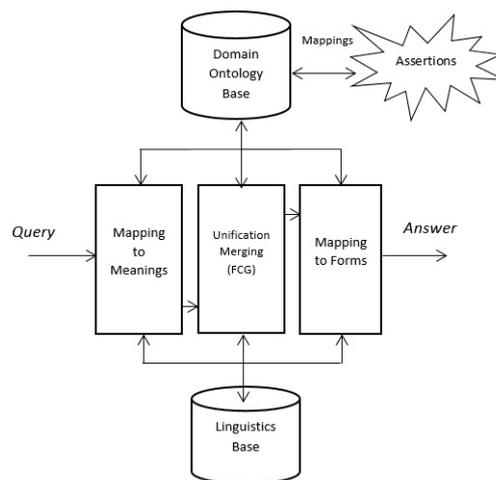 Domain
Ontology
Base
Mappings
Assertions
Query
Mapping
to
Meanings
Unification
Merging
(FCG)
Mapping
to Forms
Answer
Linguistics
Base